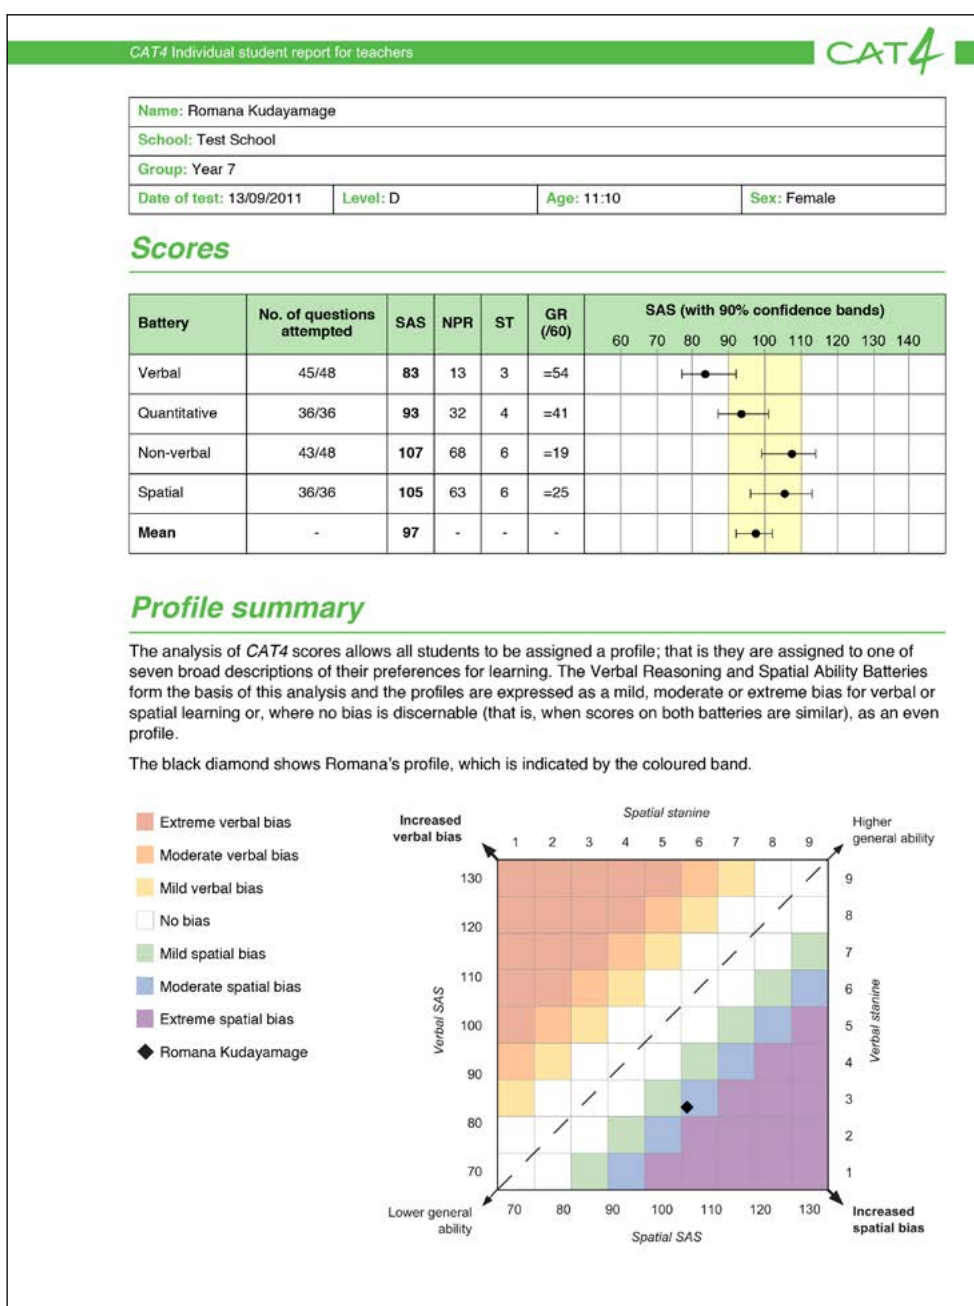 CAT4 Individual student report for teachers
CAT4
Name: Romana Kudayamage
School: Test School
Group: Year 7
Date of test: 13/09/2011 Level: D Age: 11:10 Sex: Female
Scores
Battery No. of questions attempted SAS NPR ST GR (/60) SAS (with 90% confidence bands)
60 70 80 90 100 110 120 130 140
Verbal 45/48 83 13 3 =54
Quantitative 36/36 93 32 4 =41
Non-verbal 43/48 107 68 6 =19
Spatial 36/36 105 63 6 =25
Mean - 97 - - -
Profile summary
The analysis of CAT4 scores allows all students to be assigned a profile; that is they are assigned to one of
seven broad descriptions of their preferences for learning. The Verbal Reasoning and Spatial Ability Batteries
form the basis of this analysis and the profiles are expressed as a mild, moderate or extreme bias for verbal or
spatial learning or, where no bias is discernable (that is, when scores on both batteries are similar), as an even
profile.
The black diamond shows Romana's profile, which is indicated by the coloured band.
Extreme verbal bias
Moderate verbal bias
Mild verbal bias
No bias
Mild spatial bias
Moderate spatial bias
Extreme spatial bias
Romana Kudayamage
Increased
verbal bias
Spatial stanine
Higher
general ability
1 2 3 4 5 6 7 8 9
130
120
110
100
90
80
70
Verbal SAS
9
8
7
6
5
4
3
2
1
Verbal stanine
Lower general
ability
70 80 90 100 110 120 130
Spatial SAS
Increased
spatial bias